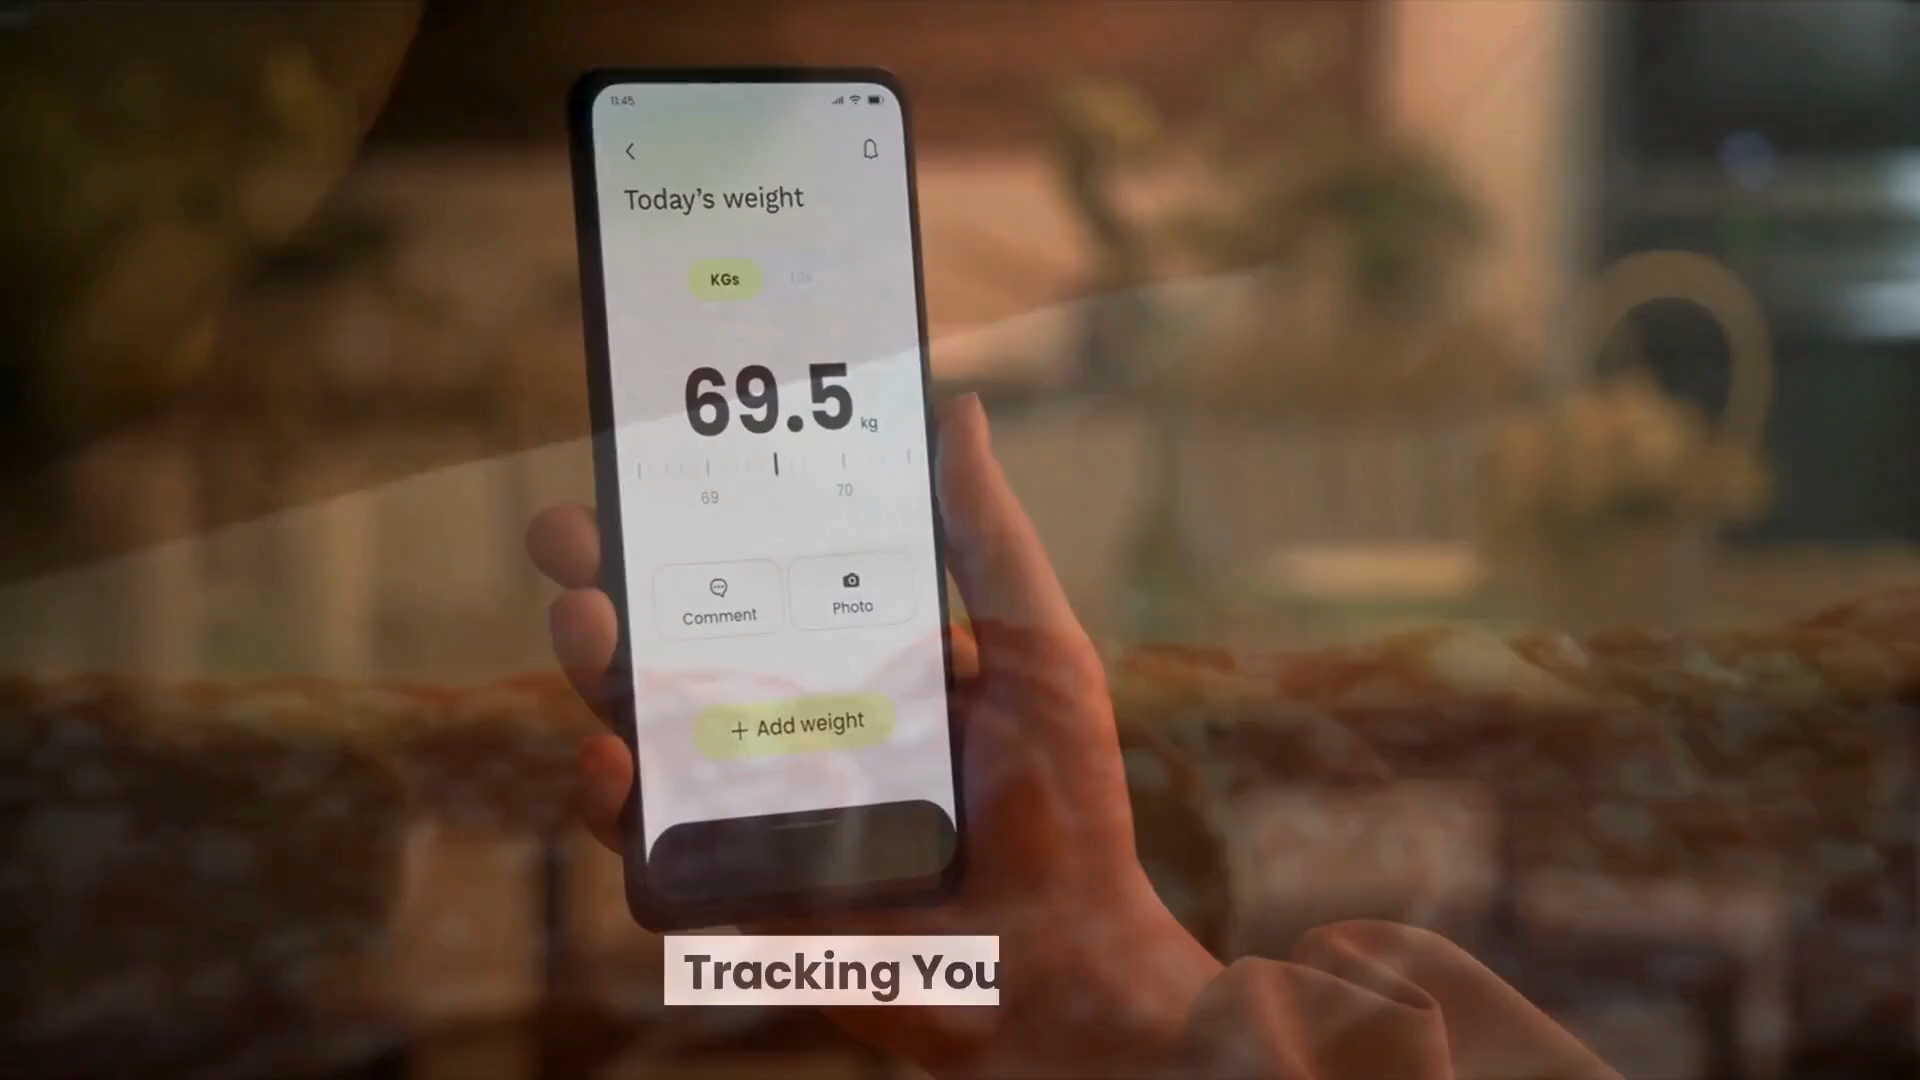 11:45
Today's weight
KGs
69.5 kg
69 70
Comment Photo
+ Add weight
Tracking You